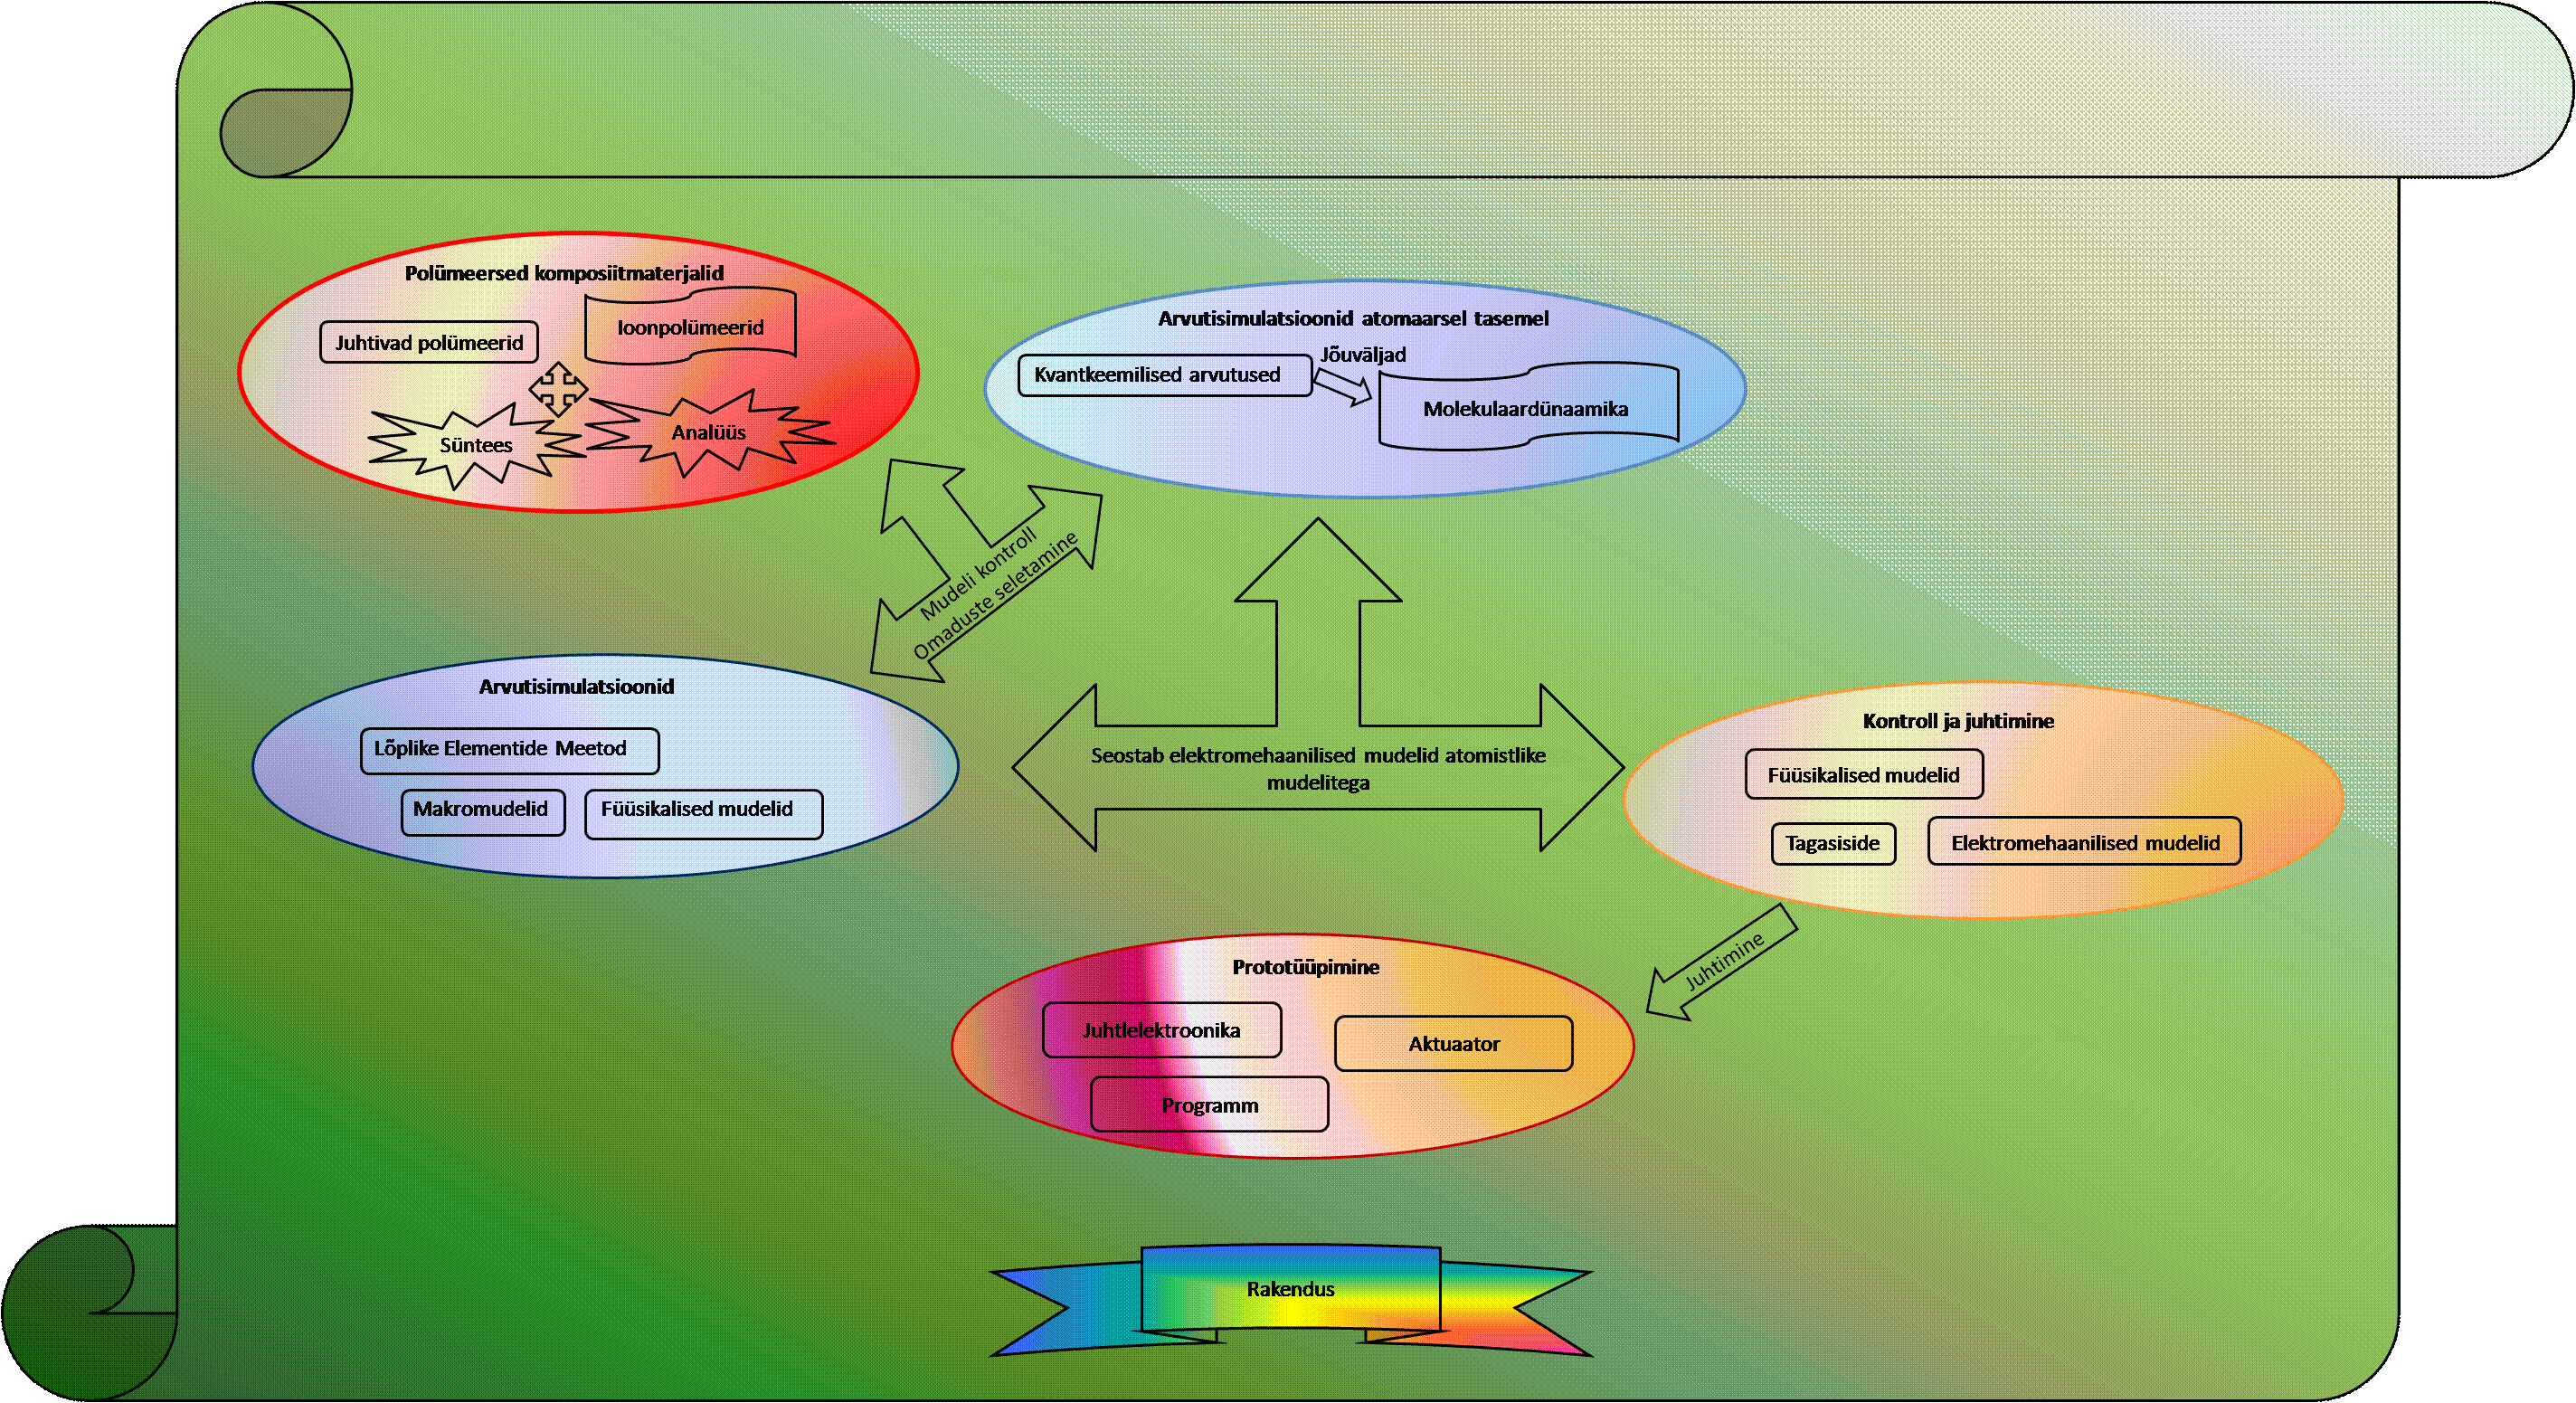 Polümeersed komposiitmaterjalid
Juhtivad polümeerid
Ioonpolümeerid
Süntees
Analüüs
Arvutisimulatsioonid atomaarsel tasemel
Kvantkeemilised arvutused
Jõuväljad
Molekulaardünaamika
Mudeli kontroll
Omaduste seletamine
Arvutisimulatsioonid
Lõplike Elementide Meetod
Makromudelid
Füüsikalised mudelid
Seostab elektromehaanilised mudelid atomistlike
mudelitega
Kontroll ja juhtimine
Füüsikalised mudelid
Tagasiside
Elektromehaanilised mudelid
Juhtimine
Prototüüpimine
Juhtlelektroonika
Aktuaator
Programm
Rakendus